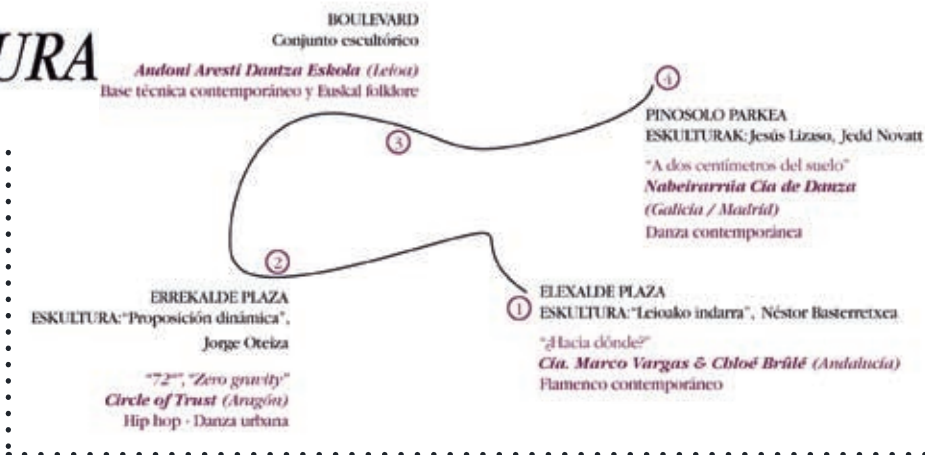 URA
BOULEVARD
Conjunto escultórico
Andoni Aresti Dantza Eskola (Leioa)
Base técnica contemporáneo y Euskal folklore
4
PINOSOLO PARKEA
ESKULTURAK: Jesús Lizaso, Jedd Novatt
"A dos centímetros del suelo"
Nabeirarrúa Cía de Danza
(Galicia / Madrid)
Danza contemporánea
3
2
ERREKALDE PLAZA
ESKULTURA: "Proposición dinámica",
Jorge Oteiza
"72"", "Zero gravity"
Circle of Trust (Aragón)
Hip hop · Danza urbana
1
ELEXALDE PLAZA
ESKULTURA: "Leioako indarra", Néstor Basterretxea
"¿Hacia dónde?"
Cía. Marco Vargas & Chloé Brûlé (Andalucía)
Flamenco contemporáneo